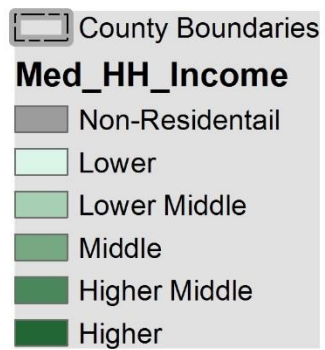 County Boundaries
Med_HH_Income
Non-Residentail
Lower
Lower Middle
Middle
Higher Middle
Higher